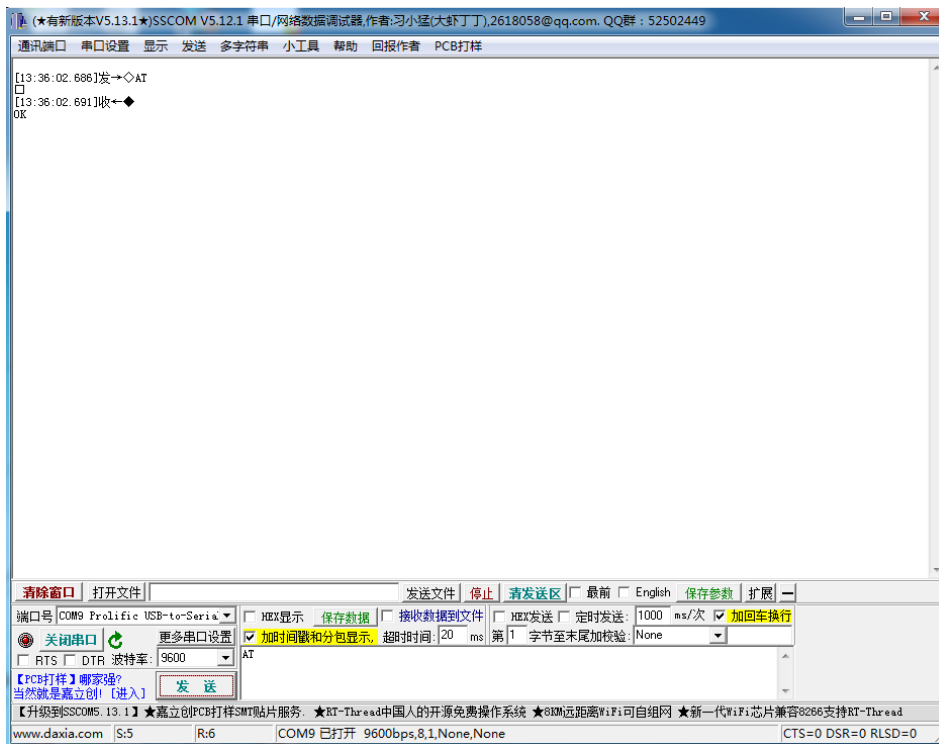 (★有新版本V5.13.1★)SSCOM V5.12.1 串口/网络数据调试器,作者:习小猛(大虾丁丁),2618058@qq.com. QQ群：52502449
通讯端口 串口设置 显示 发送 多字符串 小工具 帮助 回报作者 PCB打样
[13:36:02.686]发→◇AT
□
[13:36:02.691]收←◆
OK
清除窗口 打开文件 发送文件 停止 清发送区 最前 English 保存参数 扩展 —
端口号 COM9 Prolific USB-to-Seria HEX显示 保存数据 接收数据到文件 HEX发送 定时发送: 1000 ms/次 加回车换行
关闭串口 更多串口设置 加时间戳和分包显示, 超时时间: 20 ms 第 1 字节至末尾加校验: None
RTS DTR 波特率: 9600 AT
【PCB打样】哪家强?
当然就是嘉立创! [进入] 发 送
【升级到SSCOM5.13.1】★嘉立创PCB打样SMT贴片服务. ★RT-Thread中国人的开源免费操作系统 ★8KM远距离WiFi可自组网 ★新一代WiFi芯片兼容8266支持RT-Thread
www.daxia.com S:5 R:6 COM9 已打开 9600bps,8,1,None,None CTS=0 DSR=0 RLSD=0